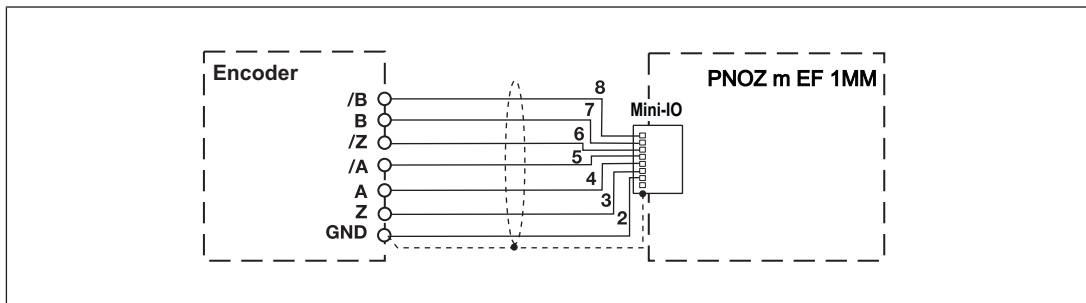 Encoder
PNOZ m EF 1MM
Mini-IO
/B 8
B 7
/Z 6
/A 5
A 4
Z 3
GND 2